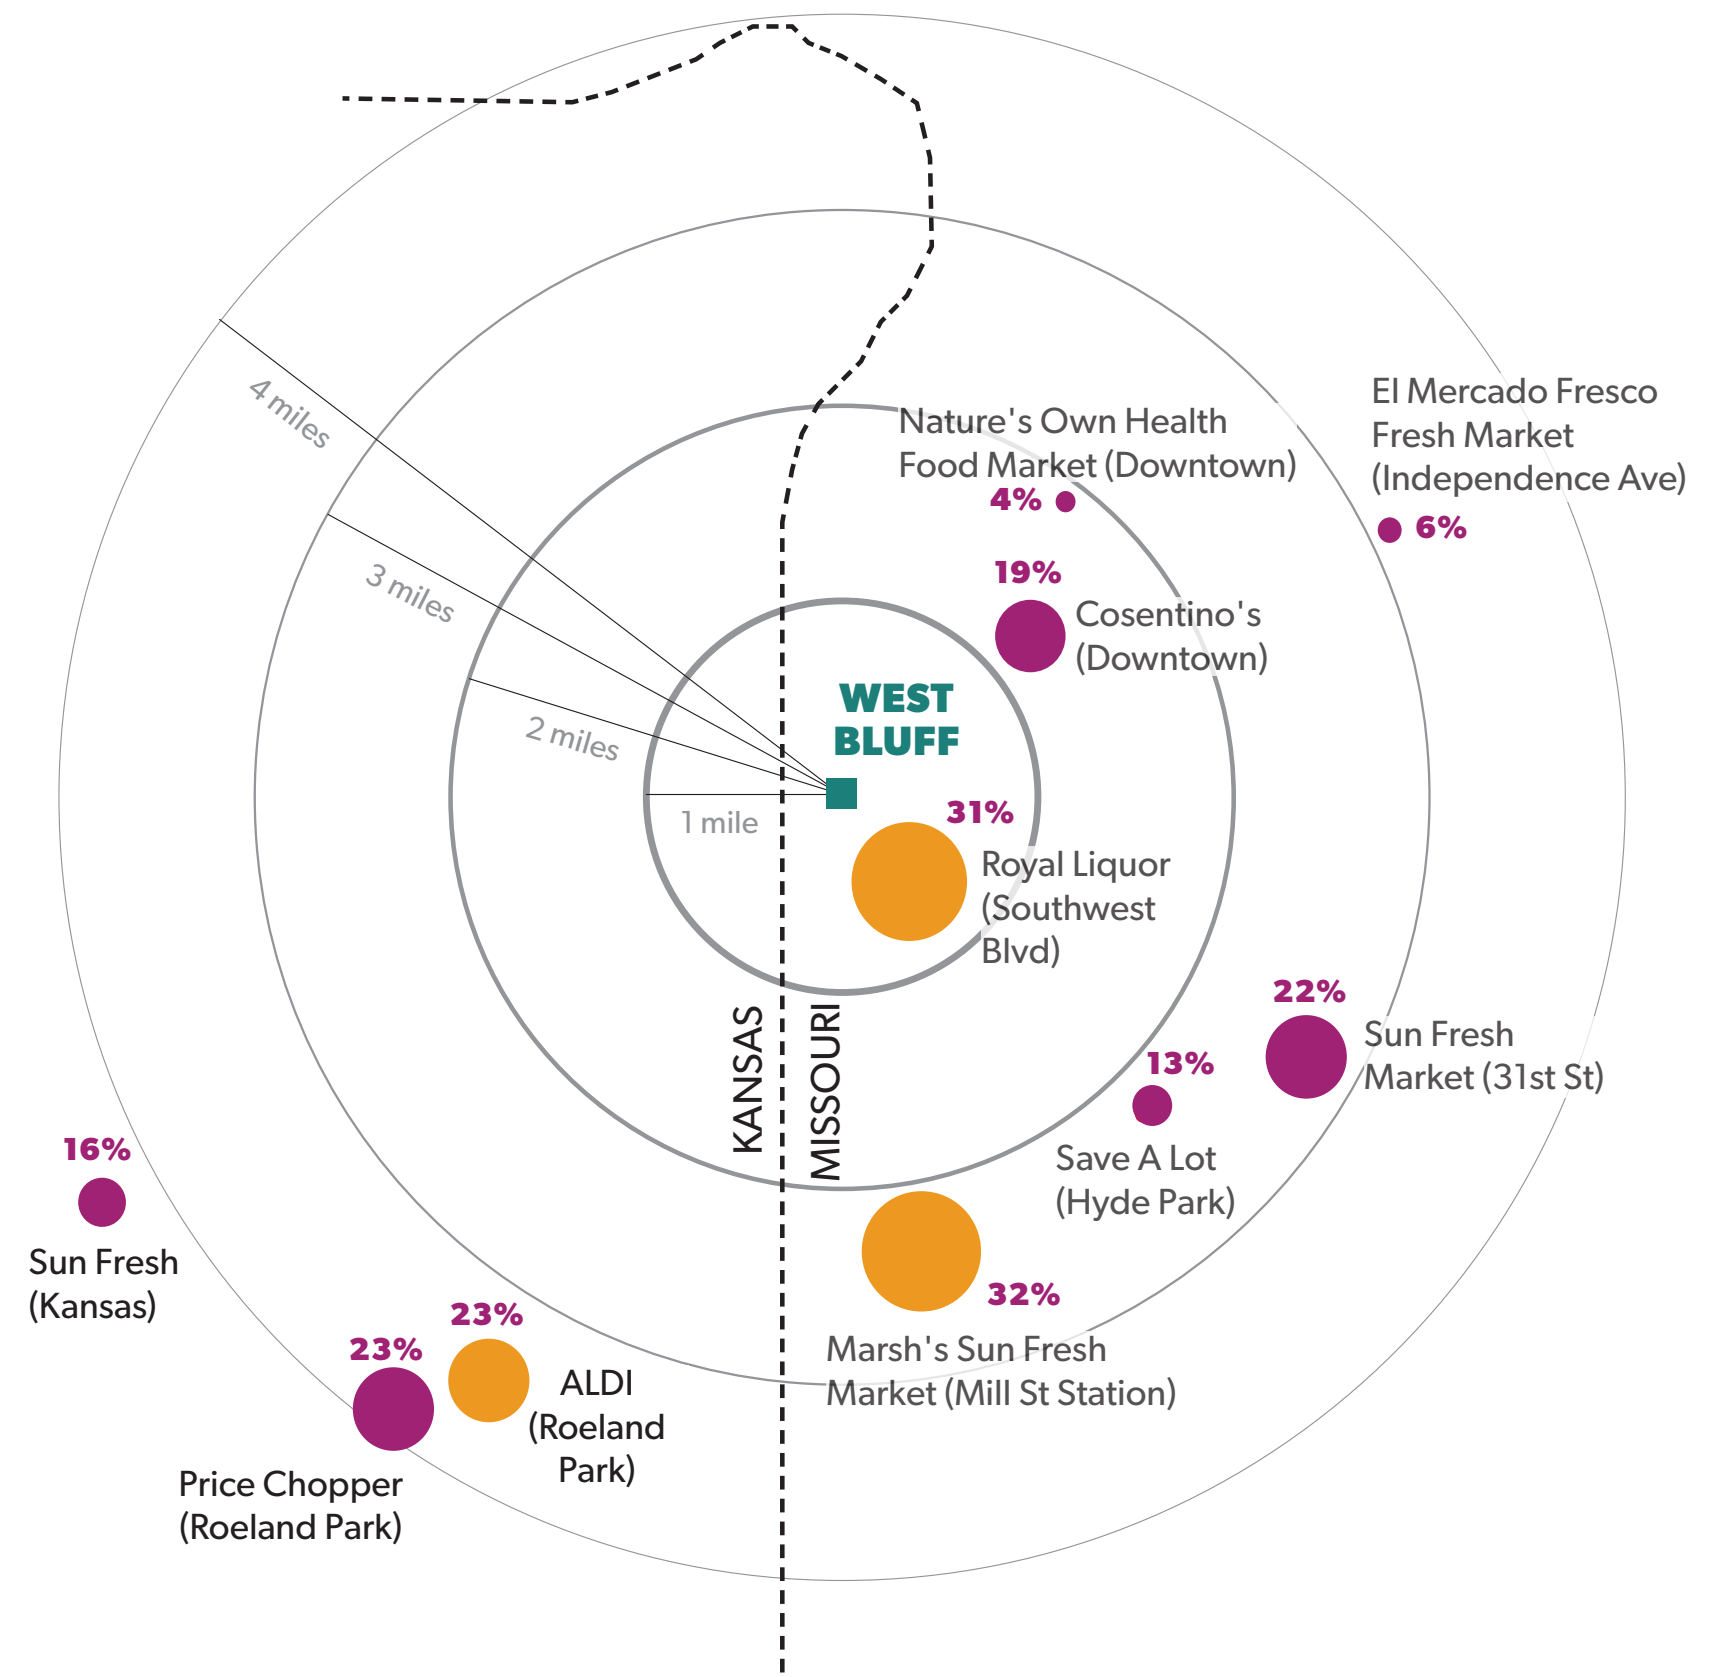 4 miles
3 miles
2 miles
1 mile
WEST
BLUFF
Nature's Own Health
Food Market (Downtown)
4%
El Mercado Fresco
Fresh Market
(Independence Ave)
6%
19%
Cosentino's
(Downtown)
31%
Royal Liquor
(Southwest
Blvd)
KANSAS
MISSOURI
22%
Sun Fresh
Market (31st St)
13%
Save A Lot
(Hyde Park)
16%
Sun Fresh
(Kansas)
23%
Price Chopper
(Roeland Park)
23%
ALDI
(Roeland
Park)
32%
Marsh's Sun Fresh
Market (Mill St Station)